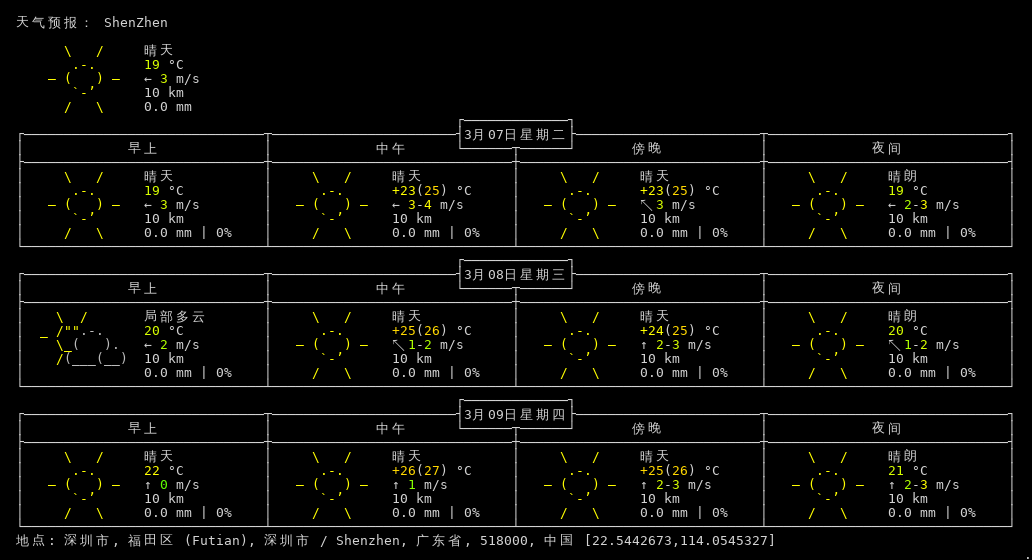 天气预报： ShenZhen
晴天
19 °C
← 3 m/s
10 km
0.0 mm
3月07日星期二
早上 中午 傍晚 夜间
晴天 晴天 晴天 晴朗
19 °C +23(25) °C +23(25) °C 19 °C
← 3 m/s ← 3-4 m/s ↖ 3 m/s ← 2-3 m/s
10 km 10 km 10 km 10 km
0.0 mm | 0% 0.0 mm | 0% 0.0 mm | 0% 0.0 mm | 0%
3月08日星期三
早上 中午 傍晚 夜间
局部多云 晴天 晴天 晴朗
20 °C +25(26) °C +24(25) °C 20 °C
← 2 m/s ↖ 1-2 m/s ↑ 2-3 m/s ↖ 1-2 m/s
10 km 10 km 10 km 10 km
0.0 mm | 0% 0.0 mm | 0% 0.0 mm | 0% 0.0 mm | 0%
3月09日星期四
早上 中午 傍晚 夜间
晴天 晴天 晴天 晴朗
22 °C +26(27) °C +25(26) °C 21 °C
↑ 0 m/s ↑ 1 m/s ↑ 2-3 m/s ↑ 2-3 m/s
10 km 10 km 10 km 10 km
0.0 mm | 0% 0.0 mm | 0% 0.0 mm | 0% 0.0 mm | 0%
地点: 深圳市, 福田区 (Futian), 深圳市 / Shenzhen, 广东省, 518000, 中国 [22.5442673,114.0545327]